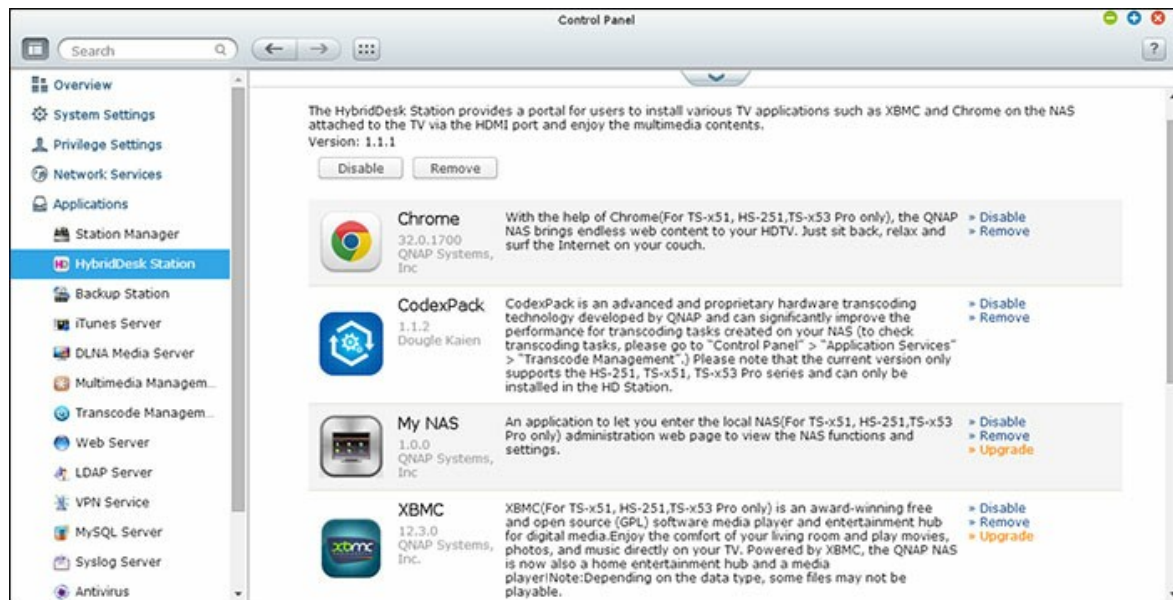 Control Panel
Search
?
Overview
System Settings
Privilege Settings
Network Services
Applications
Station Manager
HD HybridDesk Station
Backup Station
iTunes Server
DLNA Media Server
Multimedia Managem...
Transcode Managem...
Web Server
LDAP Server
VPN Service
MySQL Server
Syslog Server
Antivirus
The HybridDesk Station provides a portal for users to install various TV applications such as XBMC and Chrome on the NAS
attached to the TV via the HDMI port and enjoy the multimedia contents.
Version: 1.1.1
Disable
Remove
Chrome
32.0.1700
QNAP Systems,
Inc
With the help of Chrome(For TS-x51, HS-251,TS-x53 Pro only), the QNAP
NAS brings endless web content to your HDTV. Just sit back, relax and
surf the Internet on your couch.
» Disable
» Remove
CodexPack
1.1.2
Dougle Kaien
CodexPack is an advanced and proprietary hardware transcoding
technology developed by QNAP and can significantly improve the
performance for transcoding tasks created on your NAS (to check
transcoding tasks, please go to "Control Panel" > "Application Services"
> "Transcode Management".) Please note that the current version only
supports the HS-251, TS-x51, TS-x53 Pro series and can only be
installed in the HD Station.
» Disable
» Remove
My NAS
1.0.0
QNAP Systems,
Inc
An application to let you enter the local NAS(For TS-x51, HS-251,TS-x53
Pro only) administration web page to view the NAS functions and
settings.
» Disable
» Remove
» Upgrade
xbmc
XBMC
12.3.0
QNAP Systems,
Inc.
XBMC(For TS-x51, HS-251,TS-x53 Pro only) is an award-winning free
and open source (GPL) software media player and entertainment hub
for digital media.Enjoy the comfort of your living room and play movies,
photos, and music directly on your TV. Powered by XBMC, the QNAP NAS
is now also a home entertainment hub and a media
player!Note:Depending on the data type, some files may not be
playable.
» Disable
» Remove
» Upgrade